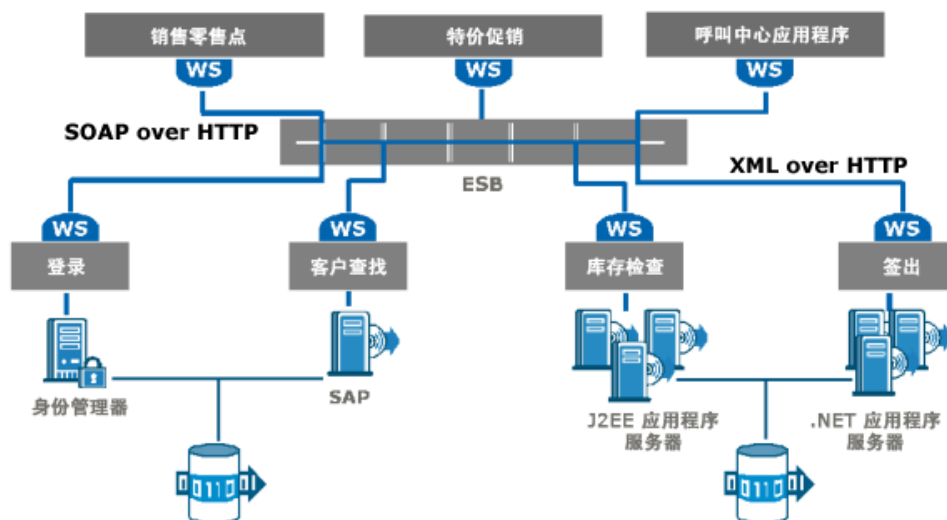 销售零售点
特价促销
呼叫中心应用程序
WS
WS
WS
SOAP over HTTP
ESB
XML over HTTP
WS
WS
WS
WS
登录
客户查找
库存检查
签出
身份管理器
SAP
J2EE 应用程序
服务器
.NET 应用程序
服务器
011
011